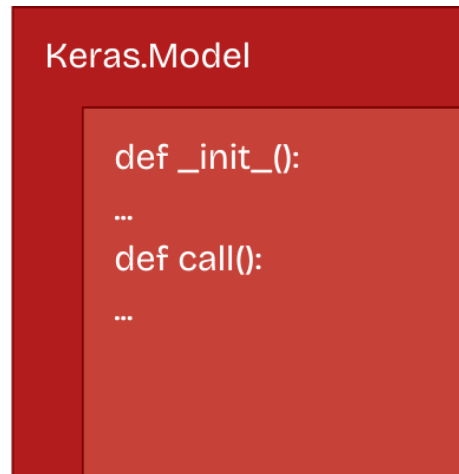 Keras.Model
def _init_():
...
def call():
...